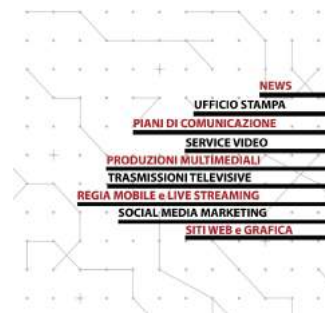 NEWS
UFFICIO STAMPA
PIANI DI COMUNICAZIONE
SERVICE VIDEO
PRODUZIONI MULTIMEDIALI
TRASMISSIONI TELEVISIVE
REGIA MOBILE e LIVE STREAMING
SOCIAL MEDIA MARKETING
SITI WEB e GRAFICA